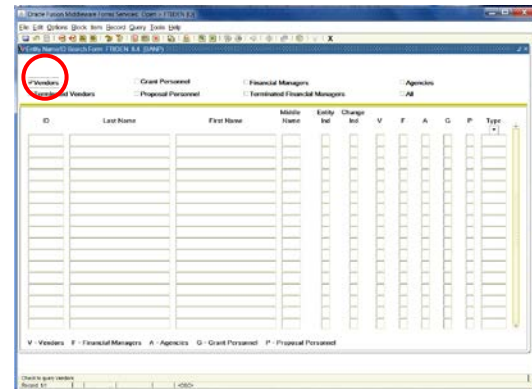 Oracle Fusion Middleware Forms Services: Open > FTIIDEN
File Edit Options Block Item Record Query Tools Help
Entity Name/ID Search Form FTIIDEN 8.8 (BANP)
Vendors Grant Personnel Financial Managers Agencies
Terminated Vendors Proposal Personnel Terminated Financial Managers All
Middle Entity Change
ID Last Name First Name Name Ind Ind V F A G P Type
V - Vendors F - Financial Managers A - Agencies G - Grant Personnel P - Proposal Personnel
Check to query vendors
Record: 1/1 <OSC>